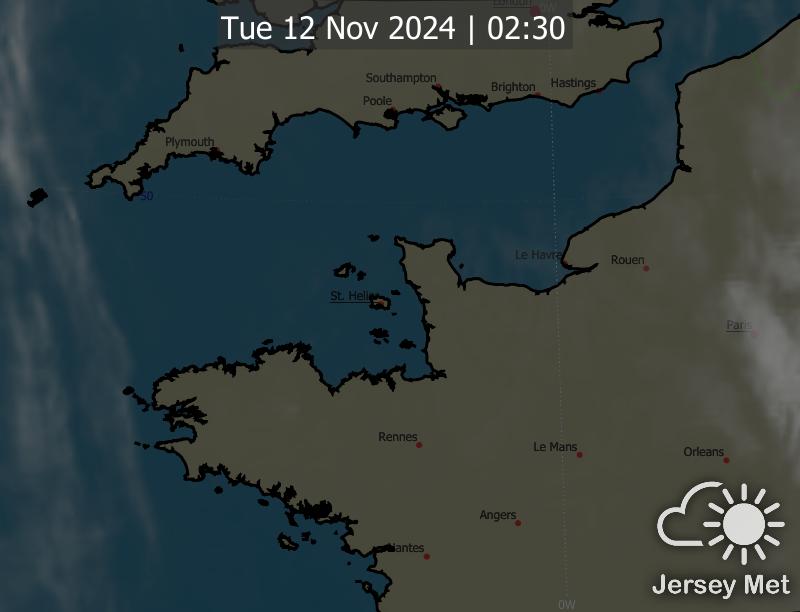 London
0W
Tue 12 Nov 2024 | 02:30
Southampton
Brighton
Hastings
Poole
Plymouth
50
Le Havre
Rouen
St. Helier
Paris
Rennes
Le Mans
Orleans
Angers
Nantes
0W
Jersey Met